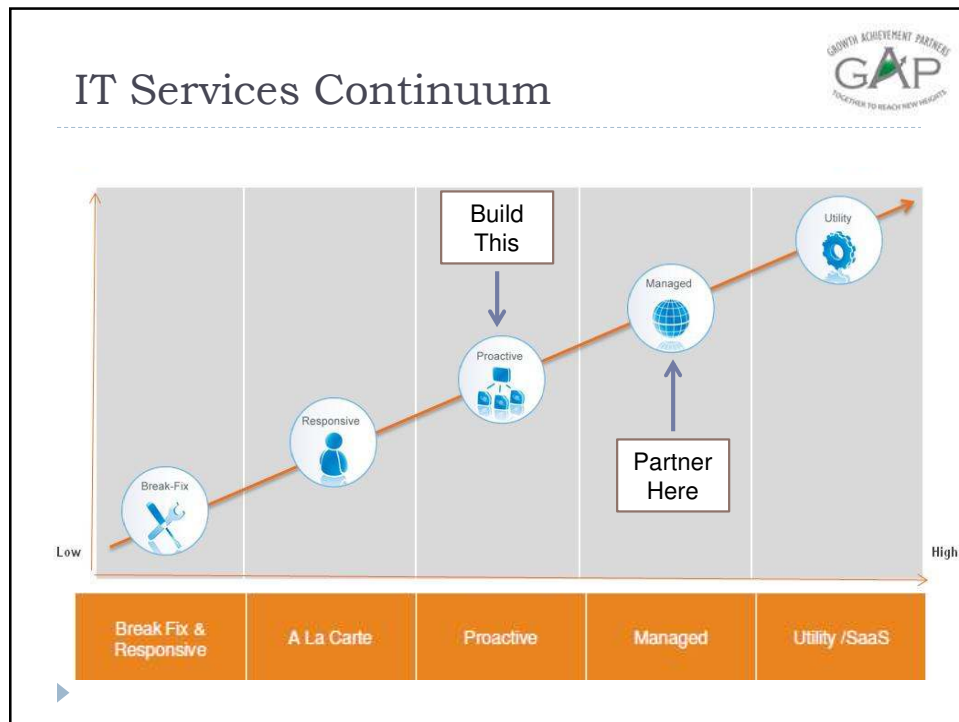 IT Services Continuum
GROWTH ACHIEVEMENT PARTNERS
GAP
TOGETHER TO REACH NEW HEIGHTS
Build
This
Utility
Managed
Proactive
Responsive
Partner
Here
Break-Fix
Low
High
Break Fix &
Responsive
A La Carte
Proactive
Managed
Utility /SaaS